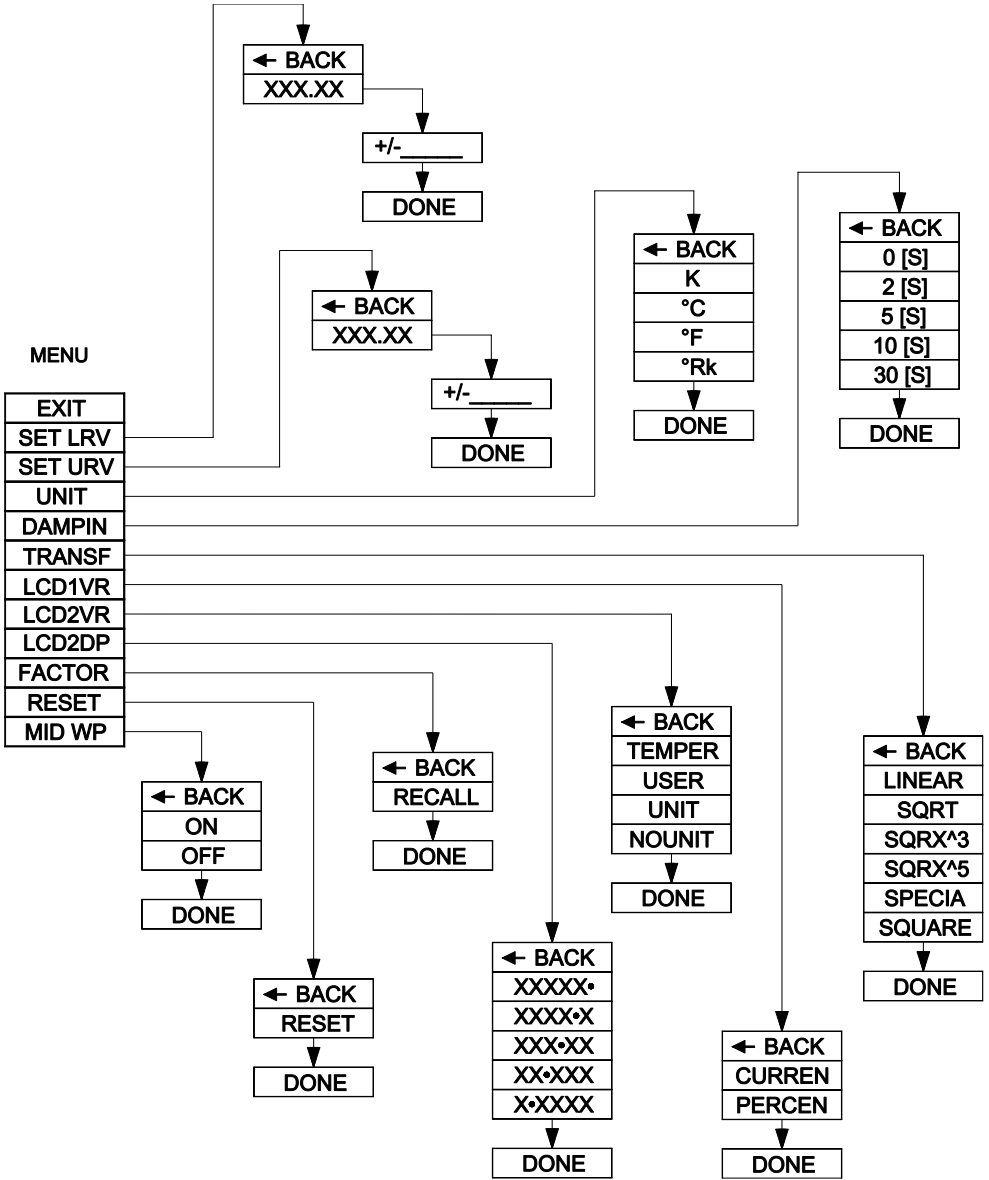 ← BACK
XXX.XX
+/-______
DONE
← BACK
XXX.XX
+/-______
DONE
← BACK
K
°C
°F
°Rk
DONE
← BACK
0 [S]
2 [S]
5 [S]
10 [S]
30 [S]
DONE
MENU
EXIT
SET LRV
SET URV
UNIT
DAMPIN
TRANSF
LCD1VR
LCD2VR
LCD2DP
FACTOR
RESET
MID WP
← BACK
ON
OFF
DONE
← BACK
RESET
DONE
← BACK
RECALL
DONE
← BACK
XXXXX•
XXXX•X
XXX•XX
XX•XXX
X•XXXX
DONE
← BACK
TEMPER
USER
UNIT
NOUNIT
DONE
← BACK
CURREN
PERCEN
DONE
← BACK
LINEAR
SQRT
SQRX^3
SQRX^5
SPECIA
SQUARE
DONE